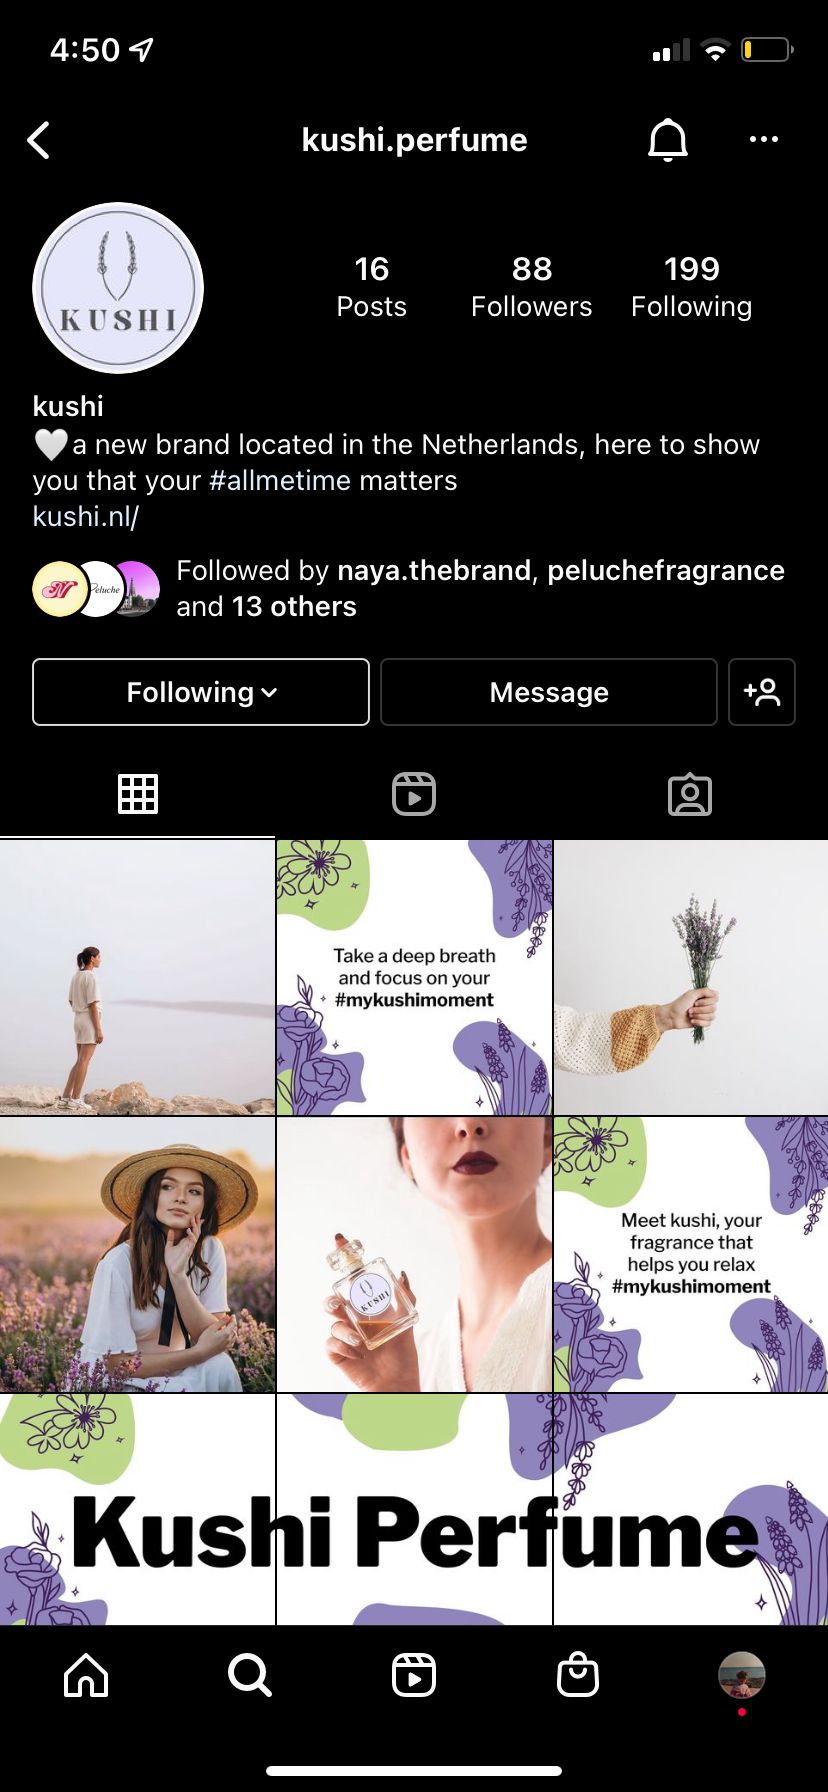 4:50
kushi.perfume
KUSHI
16
Posts
88
Followers
199
Following
kushi
🤍a new brand located in the Netherlands, here to show
you that your #allmetime matters
kushi.nl/
N
Peluche
Followed by naya.thebrand, peluchefragrance
and 13 others
Following
Message
Take a deep breath
and focus on your
#mykushimoment
KUSHI
Meet kushi, your
fragrance that
helps you relax
#mykushimoment
Kushi Perfume